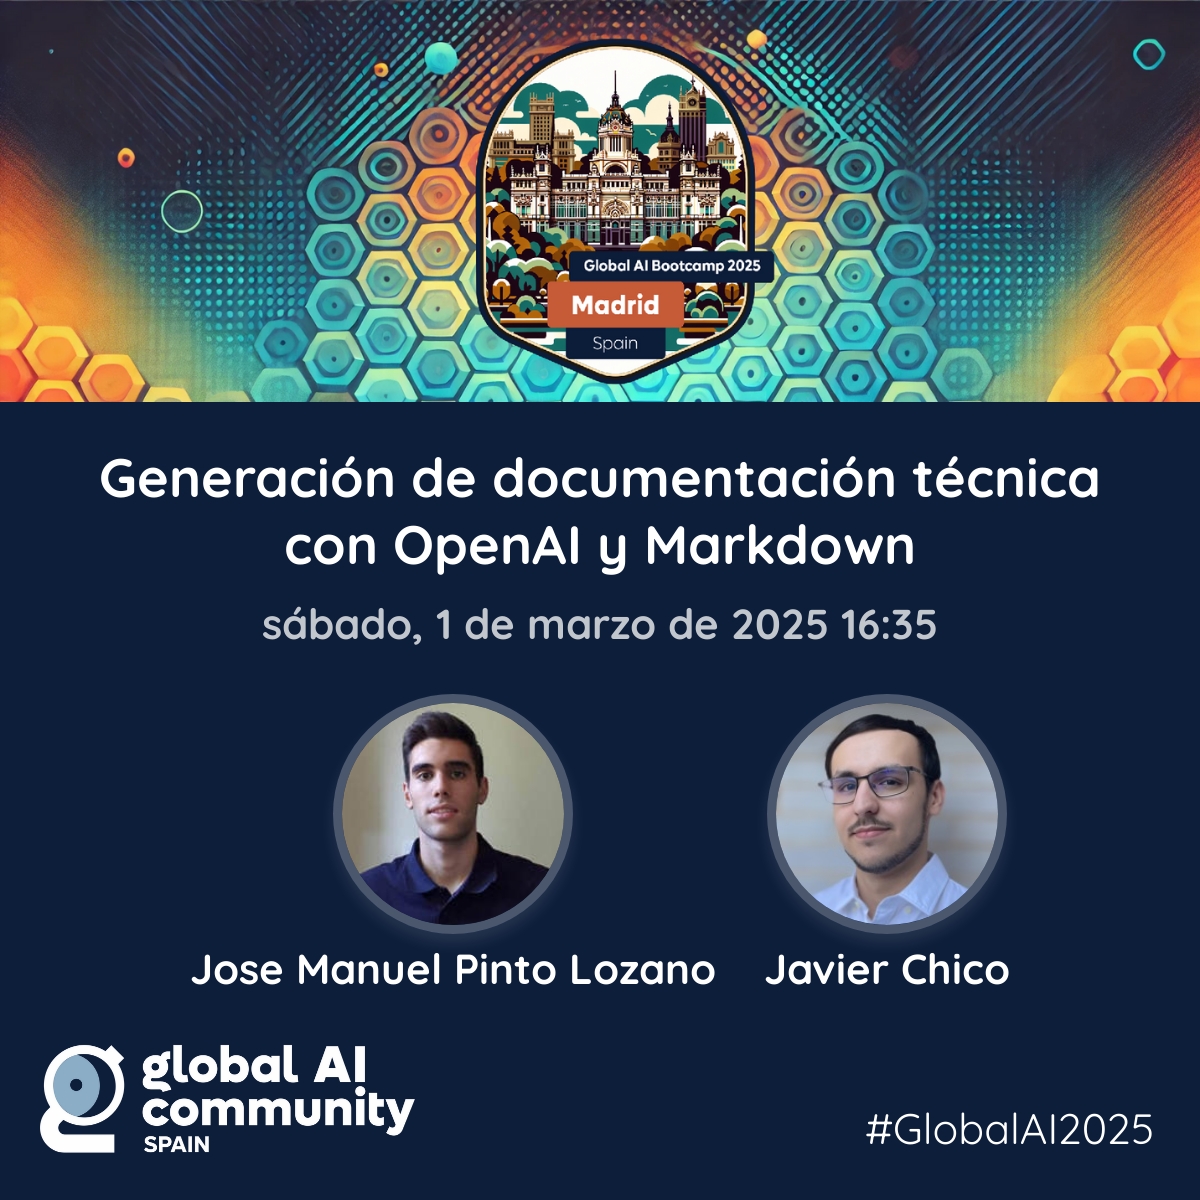 Global AI Bootcamp 2025
Madrid
Spain
Generación de documentación técnica
con OpenAI y Markdown
sábado, 1 de marzo de 2025 16:35
Jose Manuel Pinto Lozano
Javier Chico
global AI
community
SPAIN
#GlobalAI2025